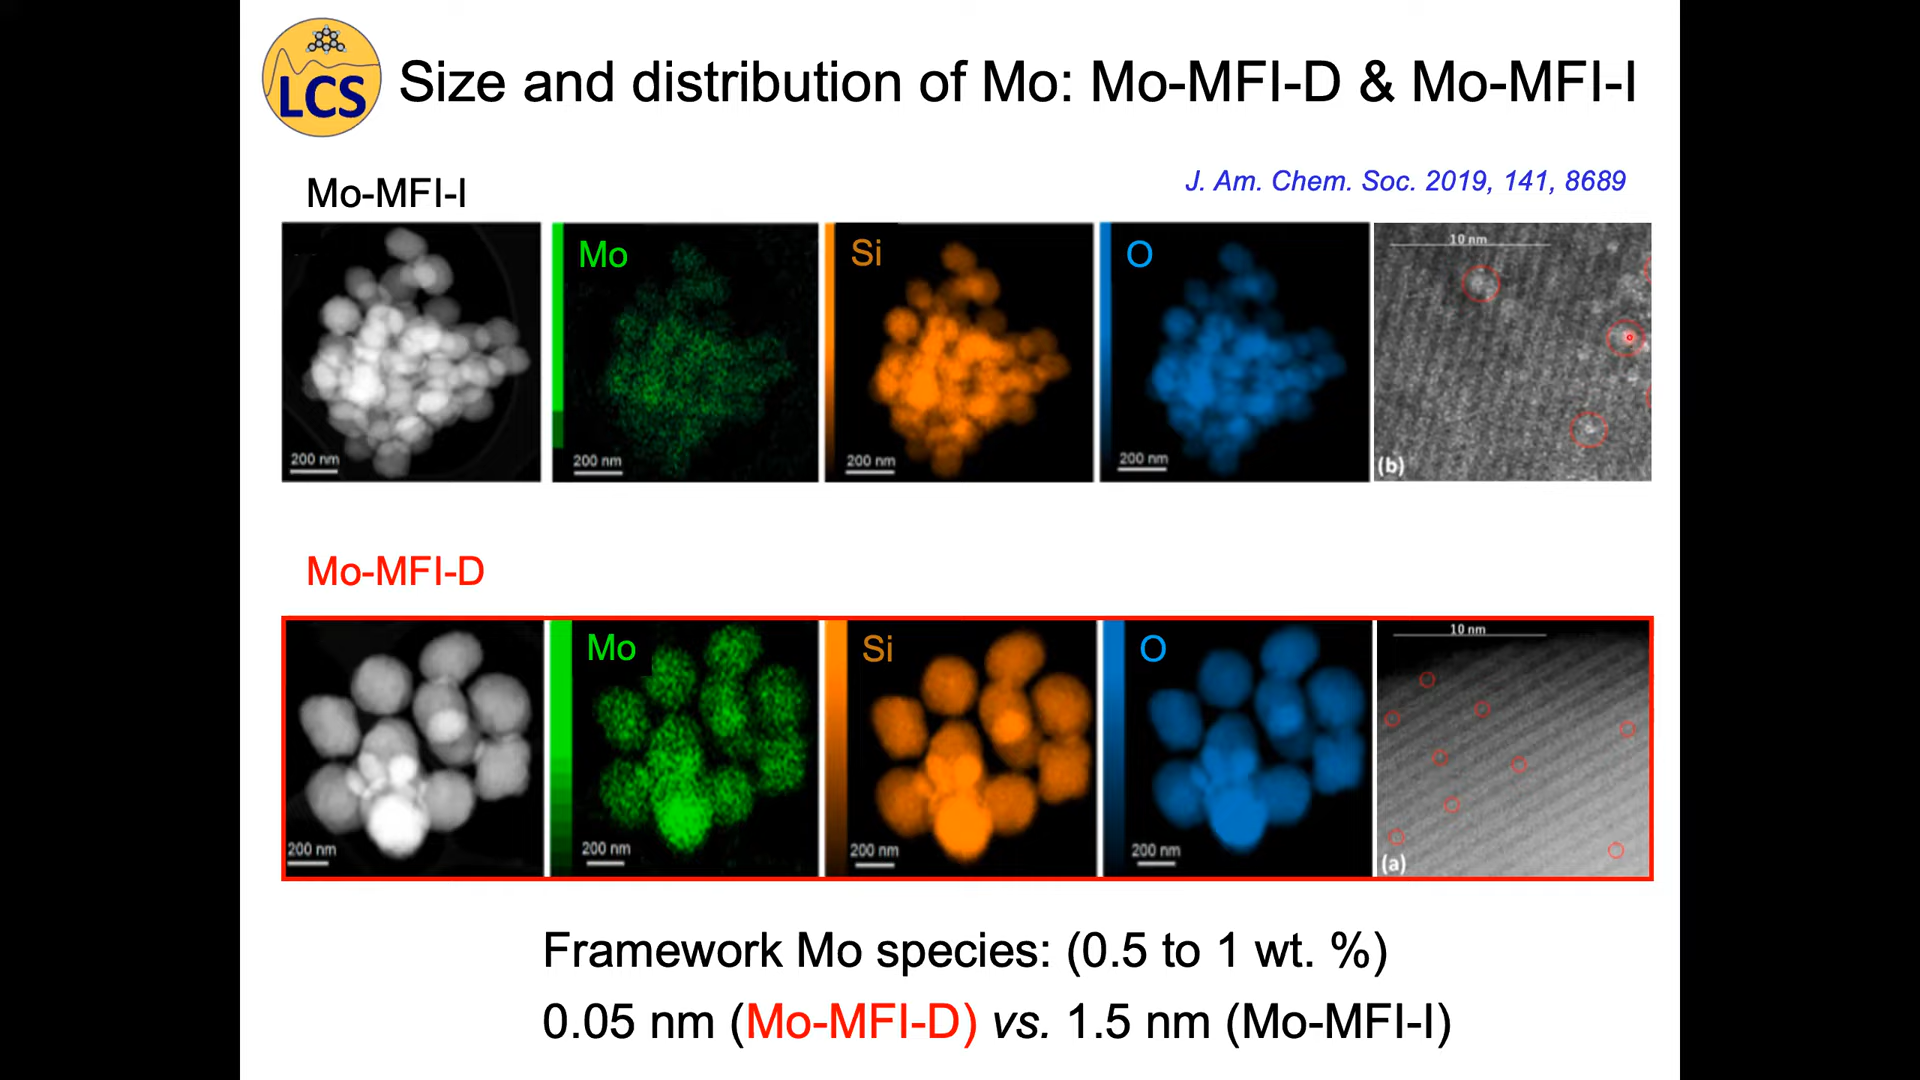 LCS
Size and distribution of Mo: Mo-MFI-D & Mo-MFI-I
J. Am. Chem. Soc. 2019, 141, 8689
Mo-MFI-I
Mo
Si
O
10 nm
200 nm
200 nm
200 nm
200 nm
(b)
Mo-MFI-D
Mo
Si
O
10 nm
200 nm
200 nm
200 nm
200 nm
(a)
Framework Mo species: (0.5 to 1 wt. %)
0.05 nm (Mo-MFI-D) vs. 1.5 nm (Mo-MFI-I)